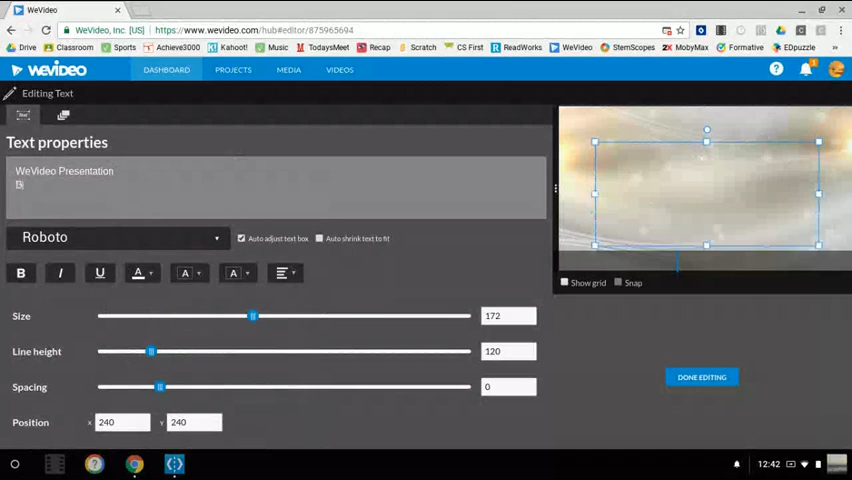 WeVideo
WeVideo, Inc. [US] https://www.wevideo.com/hub#editor/875965694
Drive Classroom Sports Achieve3000 Kahoot! Music TodaysMeet Recap Scratch CS First ReadWorks WeVideo StemScopes 2X MobyMax Formative EDpuzzle
WEVIDEO DASHBOARD PROJECTS MEDIA VIDEOS ? 1
Editing Text
Text
Text properties
WeVideo Presentation
Roboto Auto adjust text box Auto shrink text to fit
B I U A A A
Show grid Snap
Size 172
Line height 120
Spacing 0
DONE EDITING
Position X 240 Y 240
12:42